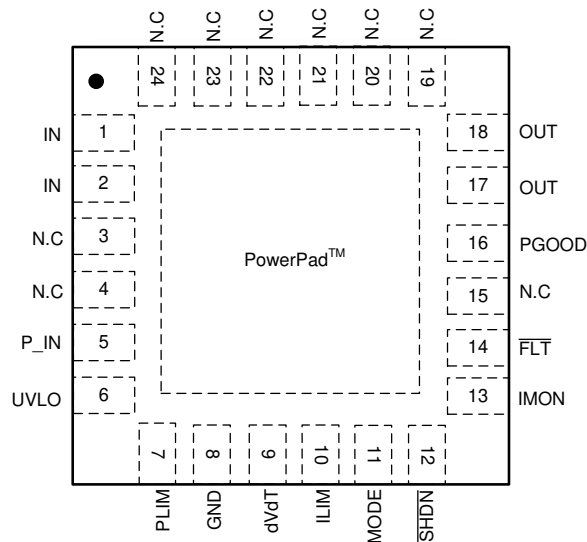 N.C N.C N.C N.C N.C N.C
24 23 22 21 20 19
IN 1 18 OUT
IN 2 17 OUT
N.C 3 16 PGOOD
PowerPad™
N.C 4 15 N.C
P_IN 5 14 F̅L̅T̅
UVLO 6 13 IMON
7 8 9 10 11 12
PLIM GND dVdT ILIM MODE S̅H̅D̅N̅